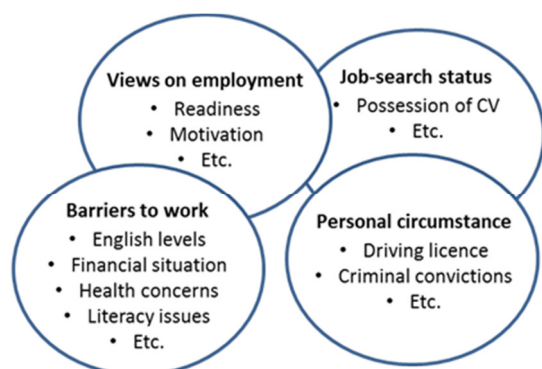 Views on employment
• Readiness
• Motivation
• Etc.
Job-search status
• Possession of CV
• Etc.
Barriers to work
• English levels
• Financial situation
• Health concerns
• Literacy issues
• Etc.
Personal circumstance
• Driving licence
• Criminal convictions
• Etc.